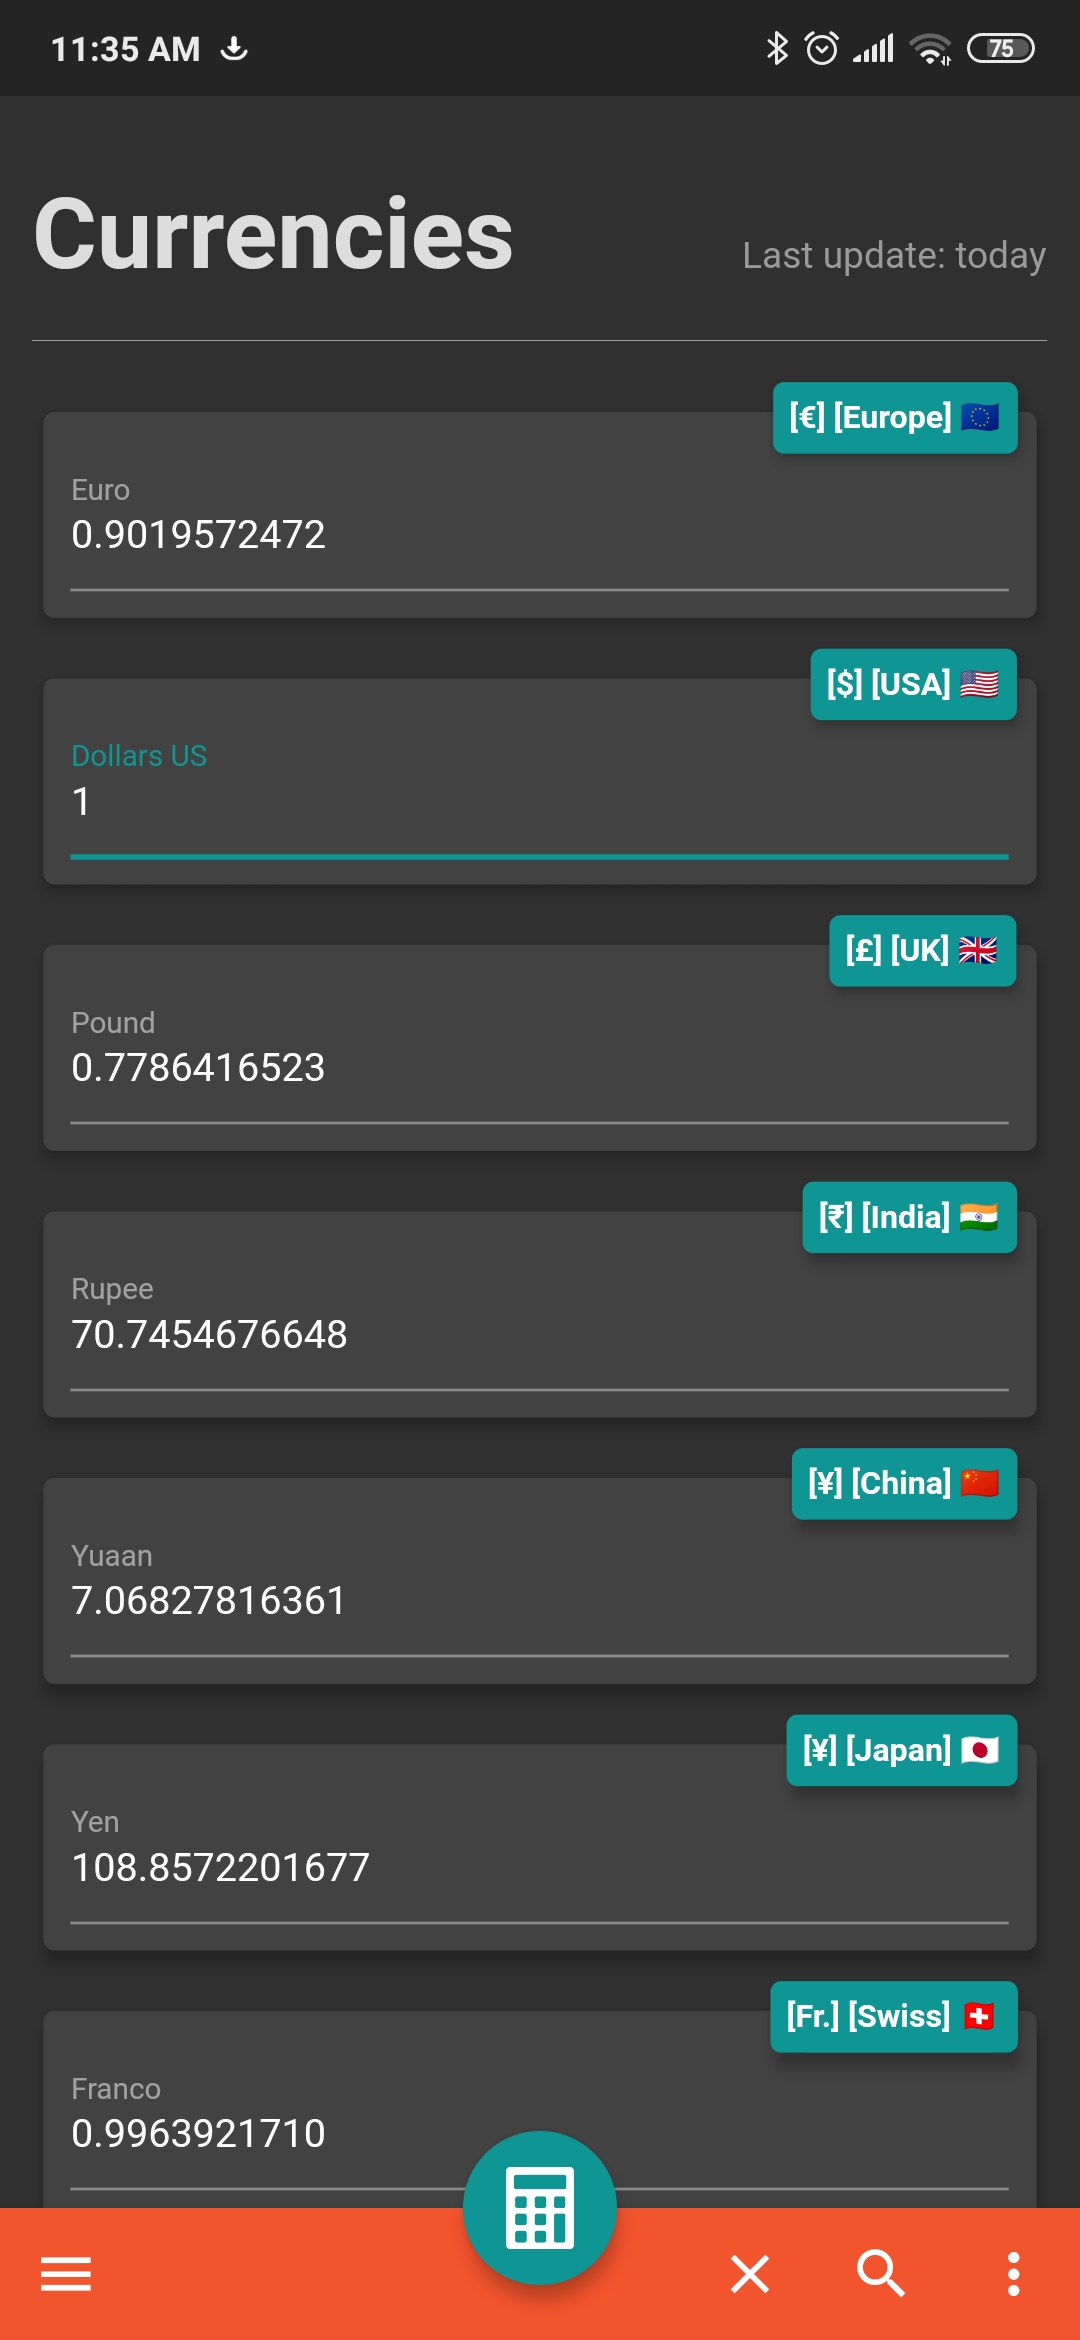 11:35 AM
75
Currencies
Last update: today
[€] [Europe] 🇪🇺
Euro
0.9019572472
[$] [USA] 🇺🇸
Dollars US
1
[£] [UK] 🇬🇧
Pound
0.7786416523
[₹] [India] 🇮🇳
Rupee
70.7454676648
[¥] [China] 🇨🇳
Yuaan
7.06827816361
[¥] [Japan] 🇯🇵
Yen
108.8572201677
[Fr.] [Swiss] 🇨🇭
Franco
0.9963921710